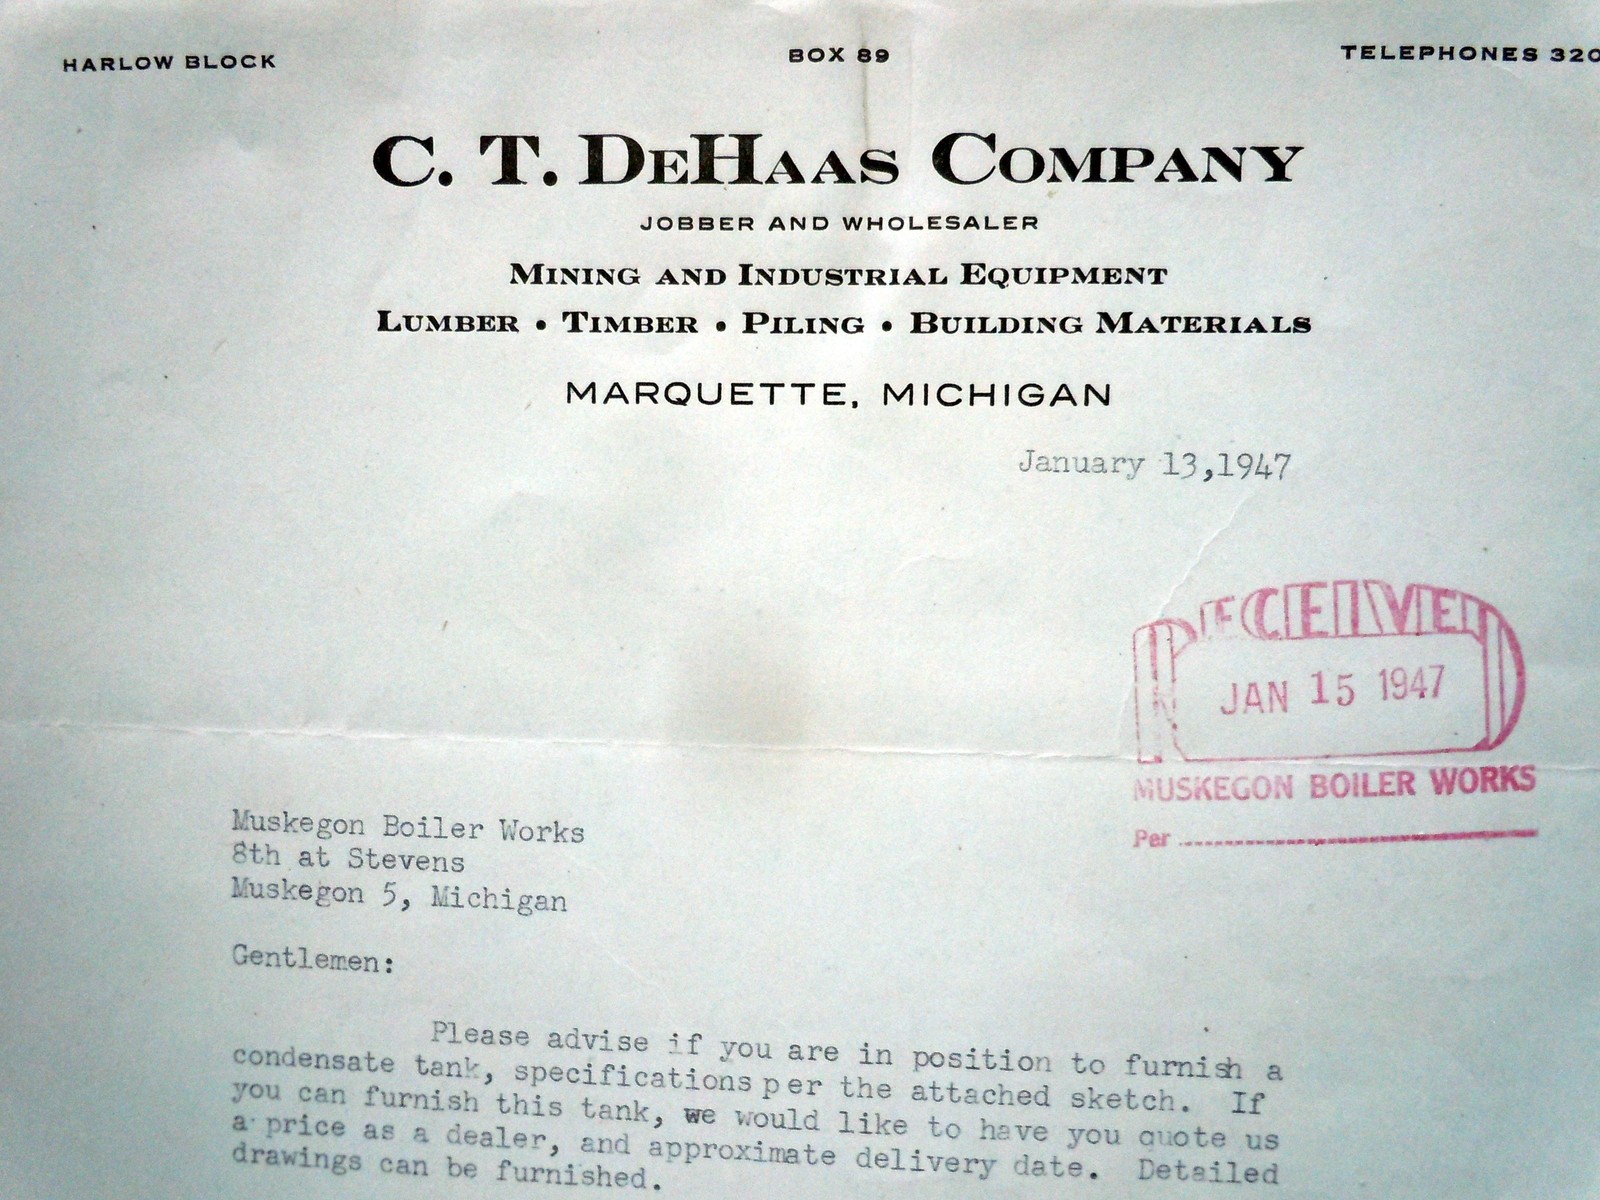 HARLOW BLOCK BOX 89 TELEPHONES 320
C. T. DEHAAS COMPANY
JOBBER AND WHOLESALER
MINING AND INDUSTRIAL EQUIPMENT
LUMBER • TIMBER • PILING • BUILDING MATERIALS
MARQUETTE, MICHIGAN
January 13,1947
RECEIVED
JAN 15 1947
MUSKEGON BOILER WORKS
Per
Muskegon Boiler Works
8th at Stevens
Muskegon 5, Michigan
Gentlemen:
Please advise if you are in position to furnish a
condensate tank, specifications per the attached sketch. If
you can furnish this tank, we would like to have you quote us
a price as a dealer, and approximate delivery date. Detailed
drawings can be furnished.